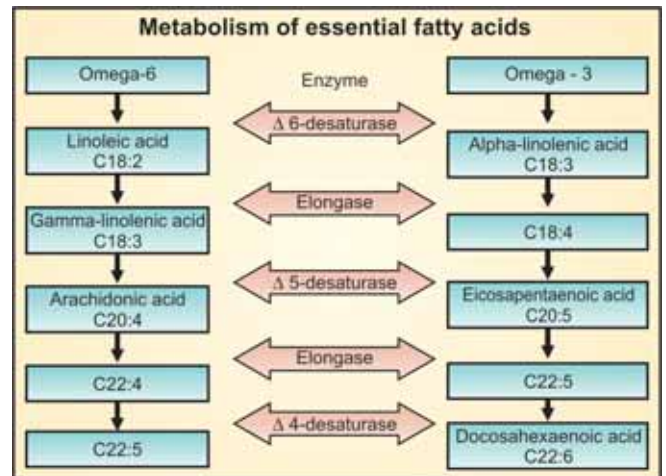 Metabolism of essential fatty acids
Omega-6
Enzyme
Omega - 3
Δ 6-desaturase
Linoleic acid
C18:2
Alpha-linolenic acid
C18:3
Elongase
Gamma-linolenic acid
C18:3
C18:4
Δ 5-desaturase
Arachidonic acid
C20:4
Eicosapentaenoic acid
C20:5
Elongase
C22:4
C22:5
Δ 4-desaturase
C22:5
Docosahexaenoic acid
C22:6